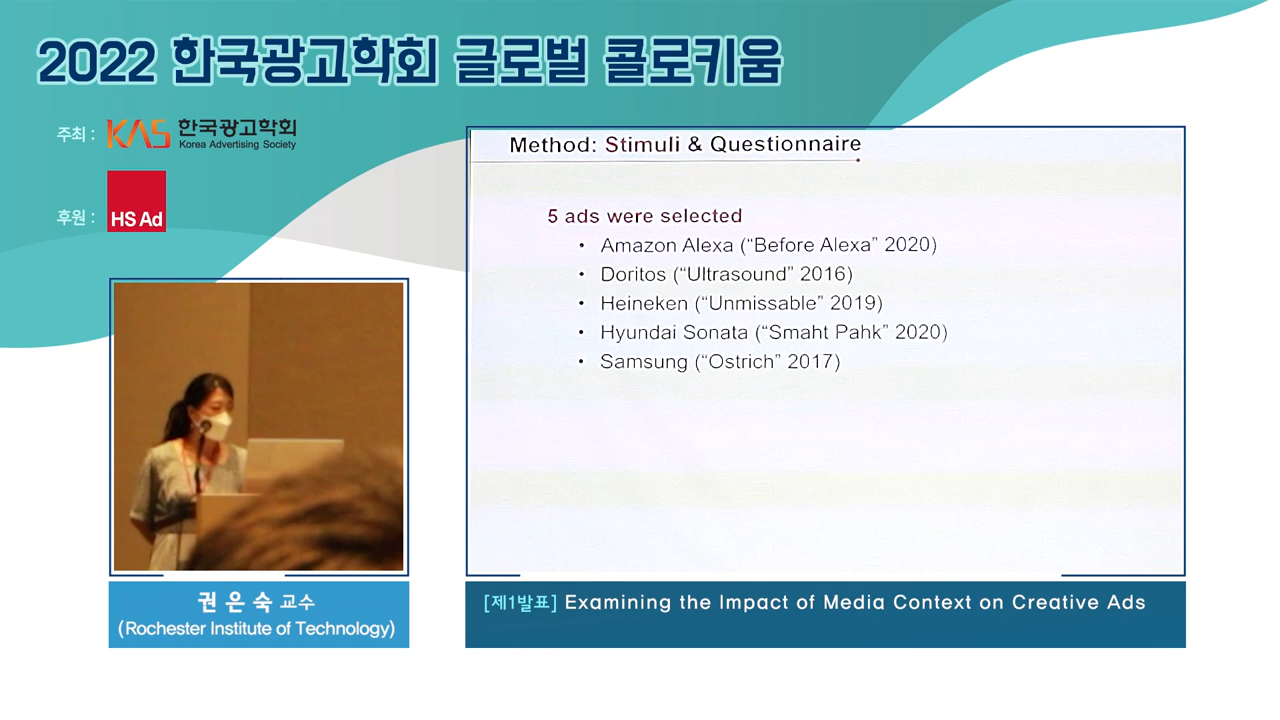 2022 한국광고학회 글로벌 콜로키움
주최 :
KAS 한국광고학회
Korea Advertising Society
후원 :
HS Ad
Method: Stimuli & Questionnaire
5 ads were selected
• Amazon Alexa (“Before Alexa” 2020)
• Doritos (“Ultrasound” 2016)
• Heineken (“Unmissable” 2019)
• Hyundai Sonata (“Smaht Pahk” 2020)
• Samsung (“Ostrich” 2017)
권은숙 교수
(Rochester Institute of Technology)
[제1발표] Examining the Impact of Media Context on Creative Ads